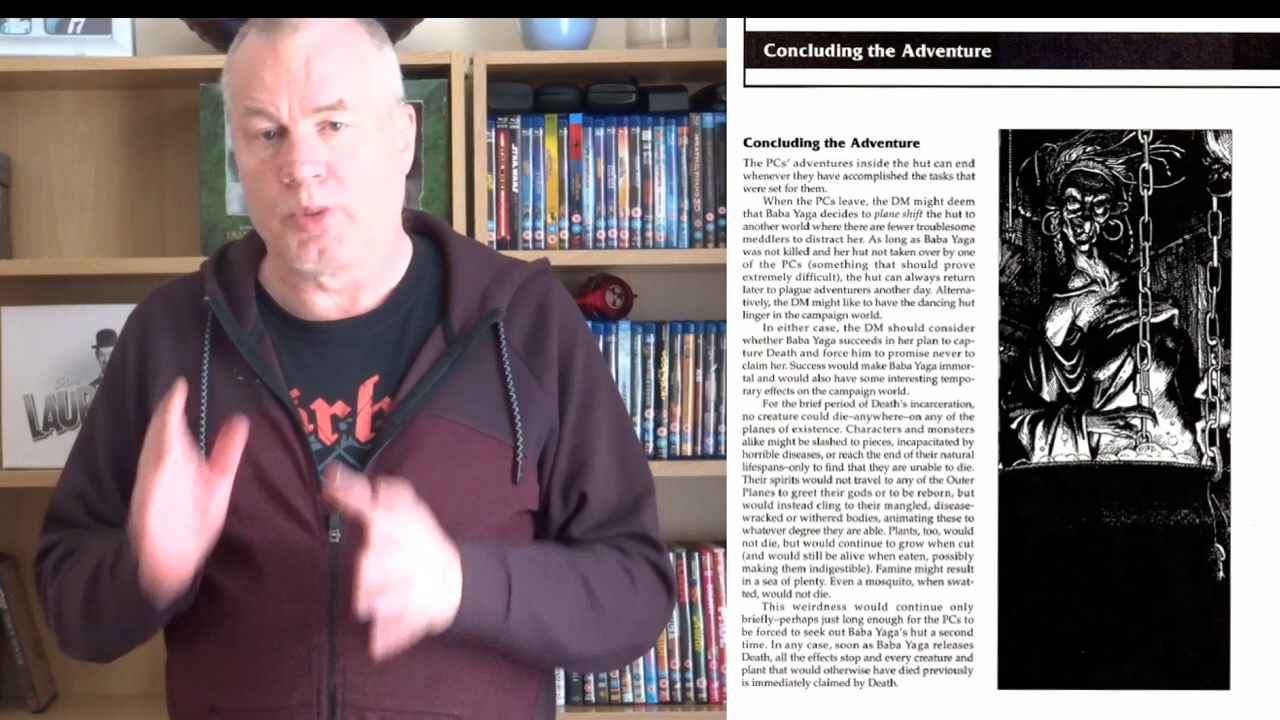 Concluding the Adventure
Concluding the Adventure
The PCs' adventures inside the hut can end
whenever they have accomplished the tasks that
were set for them.
When the PCs leave, the DM might deem
that Baba Yaga decides to plane shift the hut to
another world where there are fewer troublesome
meddlers to distract her. As long as Baba Yaga
was not killed and her hut not taken over by one
of the PCs (something that should prove
extremely difficult), the hut can always return
later to plague adventurers another day. Alterna-
tively, the DM might like to have the dancing hut
linger in the campaign world.
In either case, the DM should consider
whether Baba Yaga succeeds in her plan to cap-
ture Death and force him to promise never to
claim her. Success would make Baba Yaga immor-
tal and would also have some interesting tempo-
rary effects on the campaign world.
For the brief period of Death's incarceration,
no creature could die–anywhere–on any of the
planes of existence. Characters and monsters
alike might be slashed to pieces, incapacitated by
horrible diseases, or reach the end of their natural
lifespans–only to find that they are unable to die.
Their spirits would not travel to any of the Outer
Planes to greet their gods or to be reborn, but
would instead cling to their mangled, disease-
wracked or withered bodies, animating these to
whatever degree they are able. Plants, too, would
not die, but would continue to grow when cut
(and would still be alive when eaten, possibly
making them indigestible). Famine might result
in a sea of plenty. Even a mosquito, when swat-
ted, would not die.
This weirdness would continue only
briefly–perhaps just long enough for the PCs to
be forced to seek out Baba Yaga's hut a second
time. In any case, soon as Baba Yaga releases
Death, all the effects stop and every creature and
plant that would otherwise have died previously
is immediately claimed by Death.
STAR WARS